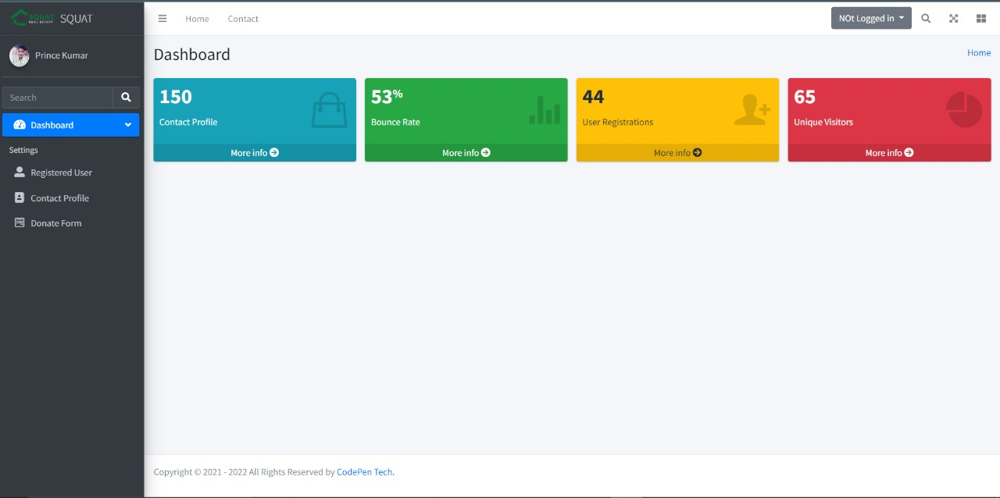 SQUAT
REAL ESTATE
SQUAT
Home
Contact
NOt Logged in
Prince Kumar
Dashboard
Home
Search
Dashboard
Settings
Registered User
Contact Profile
Donate Form
150
Contact Profile
More info
53%
Bounce Rate
More info
44
User Registrations
More info
65
Unique Visitors
More info
Copyright © 2021 - 2022 All Rights Reserved by CodePen Tech.